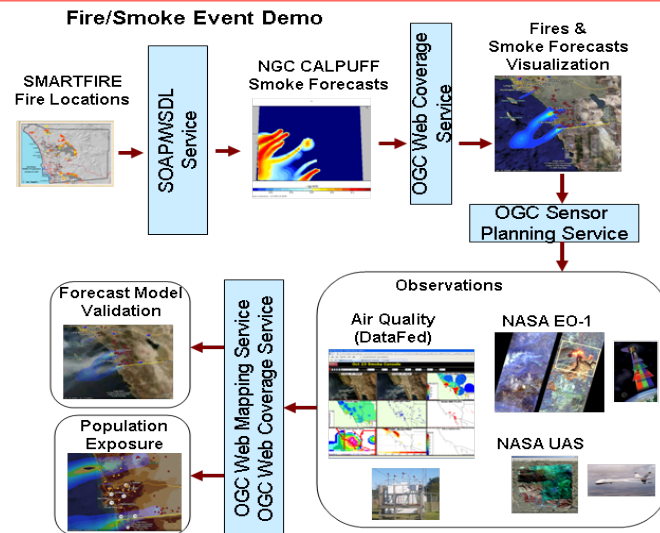 Fire/Smoke Event Demo
SMARTFIRE
Fire Locations
SOAP/WSDL
Service
NGC CALPUFF
Smoke Forecasts
OGC Web Coverage
Service
Fires &
Smoke Forecasts
Visualization
OGC Sensor
Planning Service
Observations
Air Quality
(DataFed)
NASA EO-1
NASA UAS
OGC Web Mapping Service
OGC Web Coverage Service
Forecast Model
Validation
Population
Exposure